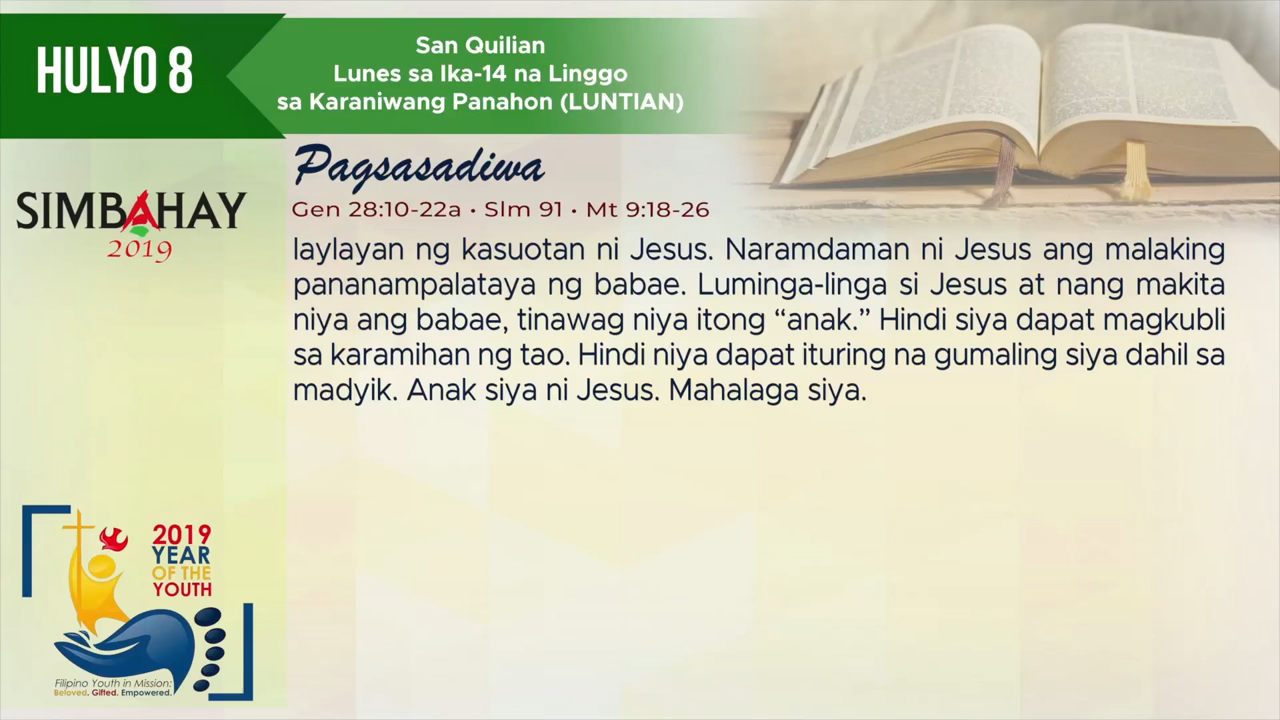 HULYO 8
San Quilian
Lunes sa Ika-14 na Linggo
sa Karaniwang Panahon (LUNTIAN)
SIMBAHAY
2019
Pagsasadiwa
Gen 28:10-22a • Slm 91 • Mt 9:18-26
laylayan ng kasuotan ni Jesus. Naramdaman ni Jesus ang malaking
pananampalataya ng babae. Luminga-linga si Jesus at nang makita
niya ang babae, tinawag niya itong “anak.” Hindi siya dapat magkubli
sa karamihan ng tao. Hindi niya dapat ituring na gumaling siya dahil sa
madyik. Anak siya ni Jesus. Mahalaga siya.
2019
YEAR
OF THE
YOUTH
Filipino Youth in Mission:
Beloved. Gifted. Empowered.